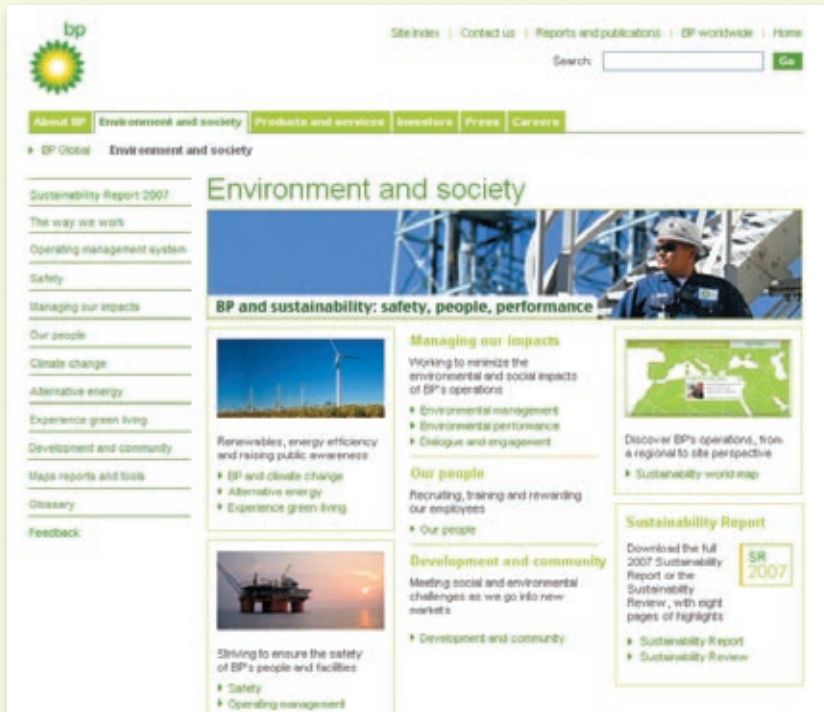 bp
Site index | Contact us | Reports and publications | BP worldwide | Home
Search:
Go
About BP
Environment and society
Products and services
Investors
Press
Careers
BP Global
Environment and society
Sustainability Report 2007
The way we work
Operating management system
Safety
Managing our impacts
Our people
Climate change
Alternative energy
Experience green living
Development and community
Maps reports and tools
Glossary
Feedback
Environment and society
BP and sustainability: safety, people, performance
Renewables, energy efficiency
and raising public awareness
BP and climate change
Alternative energy
Experience green living
Striving to ensure the safety
of BP's people and facilities
Safety
Operating management
Managing our impacts
Working to minimize the
environmental and social impacts
of BP's operations
Environmental management
Environmental performance
Dialogue and engagement
Our people
Recruiting, training and rewarding
our employees
Our people
Development and community
Meeting social and environmental
challenges as we go into new
markets
Development and community
Discover BP's operations, from
a regional to site perspective
Sustainability world map
Sustainability Report
Download the full
2007 Sustainability
Report or the
Sustainability
Review, with eight
pages of highlights
SR
2007
Sustainability Report
Sustainability Review